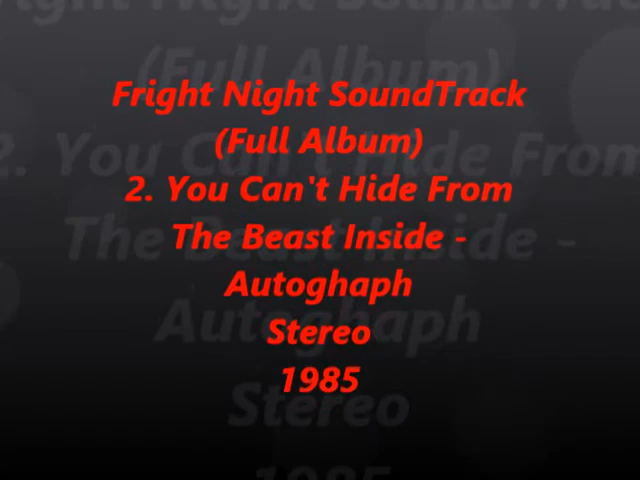 Fright Night SoundTrack
(Full Album)
2. You Can't Hide From
The Beast Inside -
Autoghaph
Stereo
1985